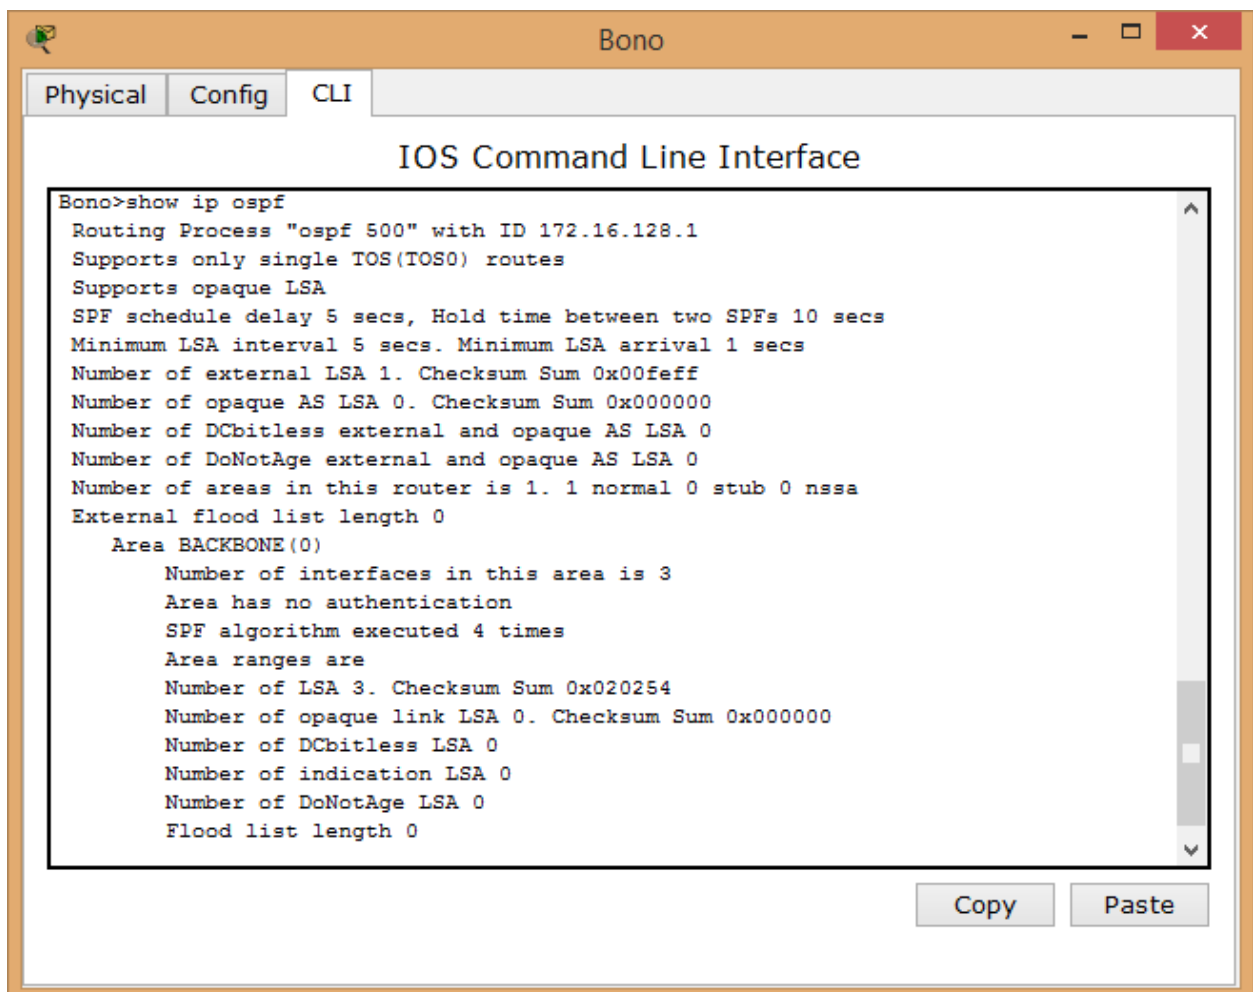 Bono
Physical Config CLI
IOS Command Line Interface
Bono>show ip ospf
Routing Process "ospf 500" with ID 172.16.128.1
Supports only single TOS(TOS0) routes
Supports opaque LSA
SPF schedule delay 5 secs, Hold time between two SPFs 10 secs
Minimum LSA interval 5 secs. Minimum LSA arrival 1 secs
Number of external LSA 1. Checksum Sum 0x00feff
Number of opaque AS LSA 0. Checksum Sum 0x000000
Number of DCbitless external and opaque AS LSA 0
Number of DoNotAge external and opaque AS LSA 0
Number of areas in this router is 1. 1 normal 0 stub 0 nssa
External flood list length 0
Area BACKBONE(0)
Number of interfaces in this area is 3
Area has no authentication
SPF algorithm executed 4 times
Area ranges are
Number of LSA 3. Checksum Sum 0x020254
Number of opaque link LSA 0. Checksum Sum 0x000000
Number of DCbitless LSA 0
Number of indication LSA 0
Number of DoNotAge LSA 0
Flood list length 0
Copy Paste